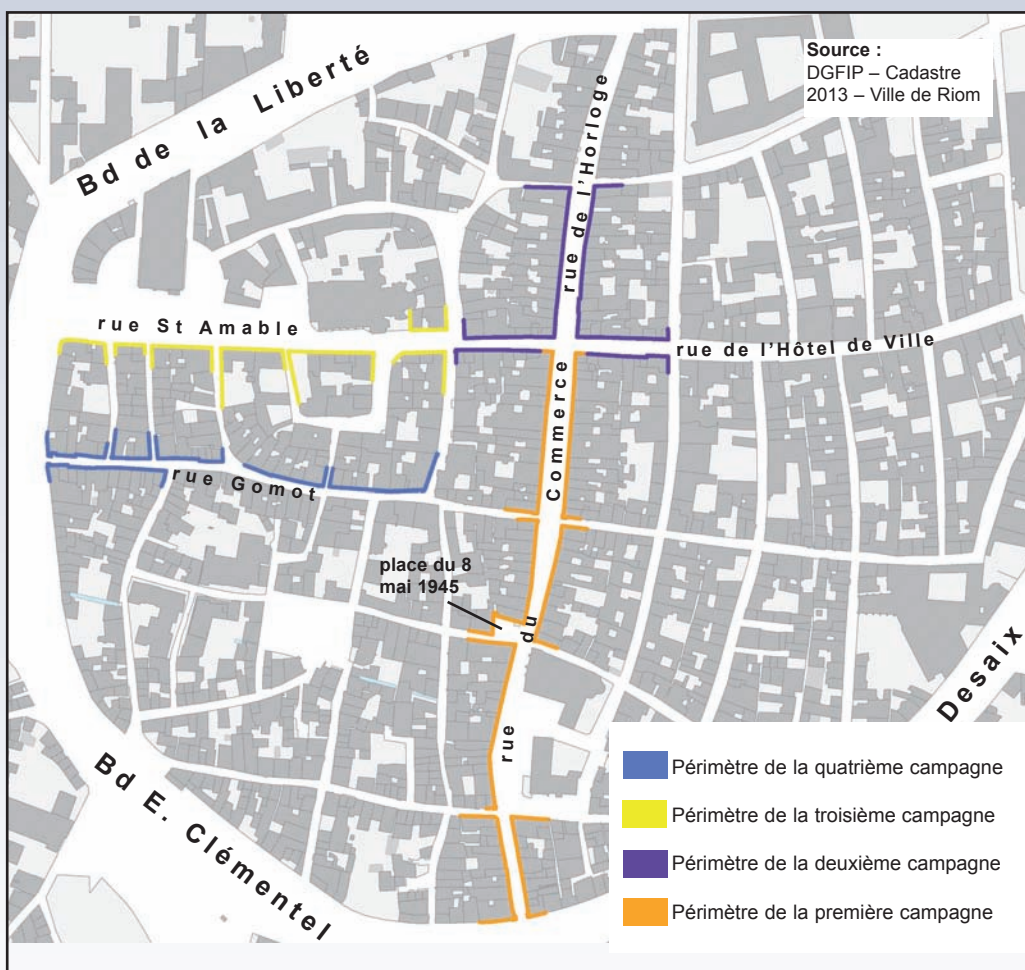 Bd de la Liberté
Source :
DGFIP – Cadastre
2013 – Ville de Riom
rue de l'Horloge
rue St Amable
rue de l'Hôtel de Ville
rue Gomot
place du 8
mai 1945
rue du Commerce
Desaix
Bd E. Clémentel
Périmètre de la quatrième campagne
Périmètre de la troisième campagne
Périmètre de la deuxième campagne
Périmètre de la première campagne